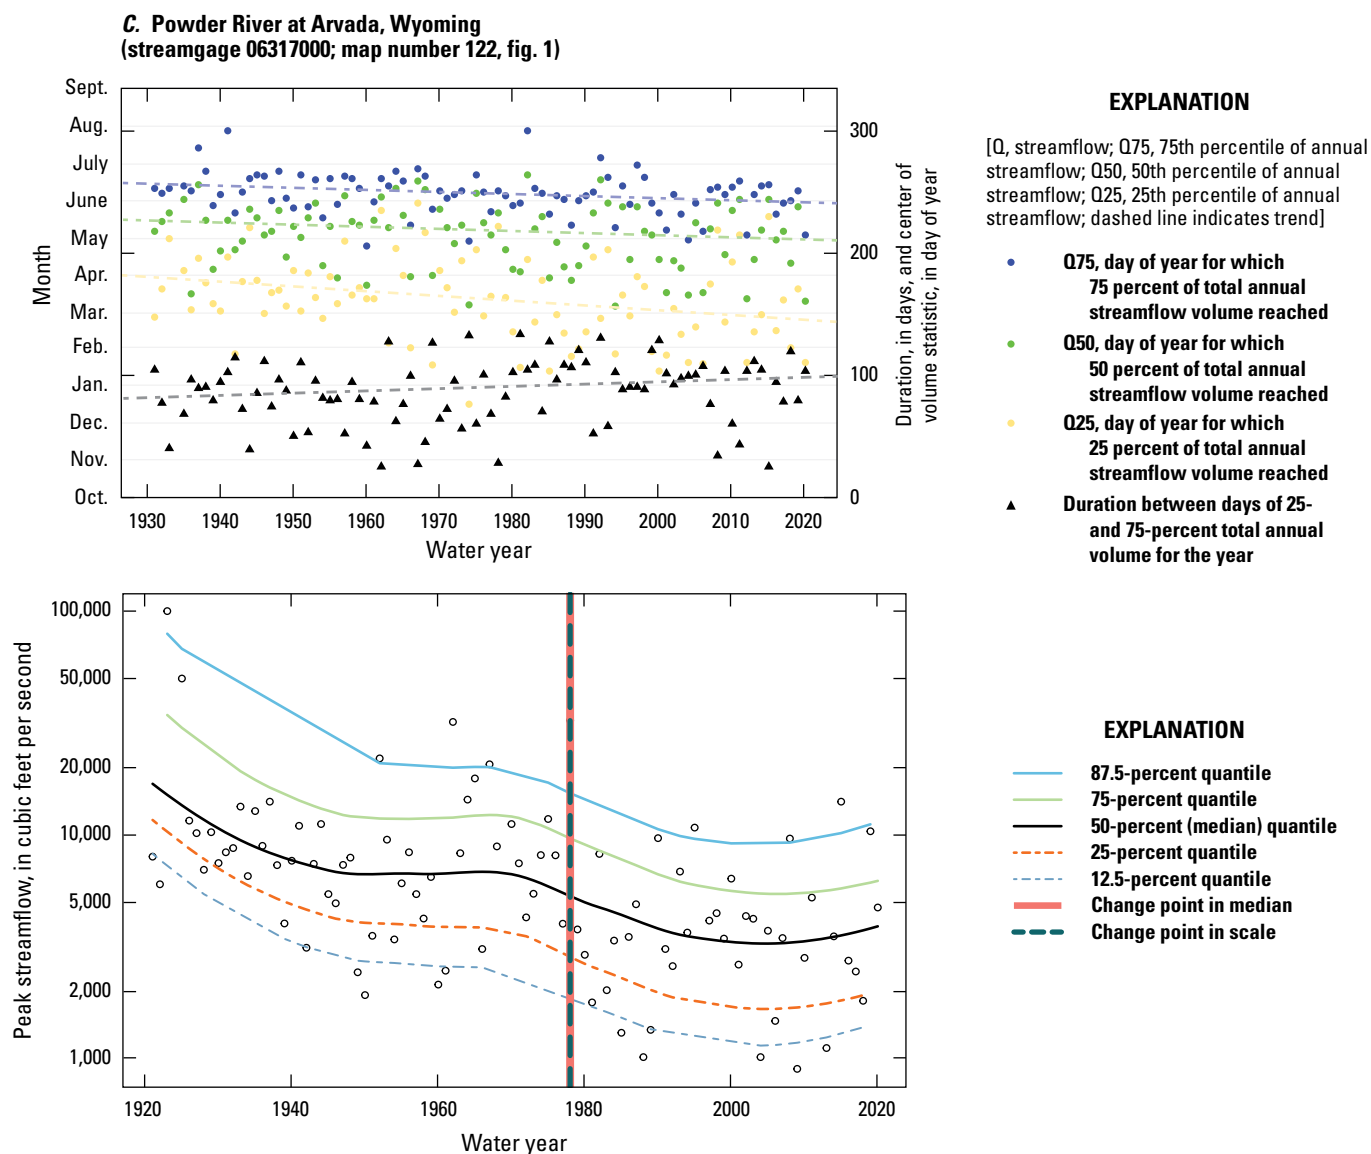 C. Powder River at Arvada, Wyoming
(streamgage 06317000; map number 122, fig. 1)
Sept.
Aug.
July
June
May
Apr.
Mar.
Feb.
Jan.
Dec.
Nov.
Oct.
Month
300
200
100
0
Duration, in days, and center of
volume statistic, in day of year
1930 1940 1950 1960 1970 1980 1990 2000 2010 2020
Water year
EXPLANATION
[Q, streamflow; Q75, 75th percentile of annual
streamflow; Q50, 50th percentile of annual
streamflow; Q25, 25th percentile of annual
streamflow; dashed line indicates trend]
Q75, day of year for which
75 percent of total annual
streamflow volume reached
Q50, day of year for which
50 percent of total annual
streamflow volume reached
Q25, day of year for which
25 percent of total annual
streamflow volume reached
Duration between days of 25-
and 75-percent total annual
volume for the year
100,000
50,000
20,000
10,000
5,000
2,000
1,000
Peak streamflow, in cubic feet per second
1920 1940 1960 1980 2000 2020
Water year
EXPLANATION
87.5-percent quantile
75-percent quantile
50-percent (median) quantile
25-percent quantile
12.5-percent quantile
Change point in median
Change point in scale